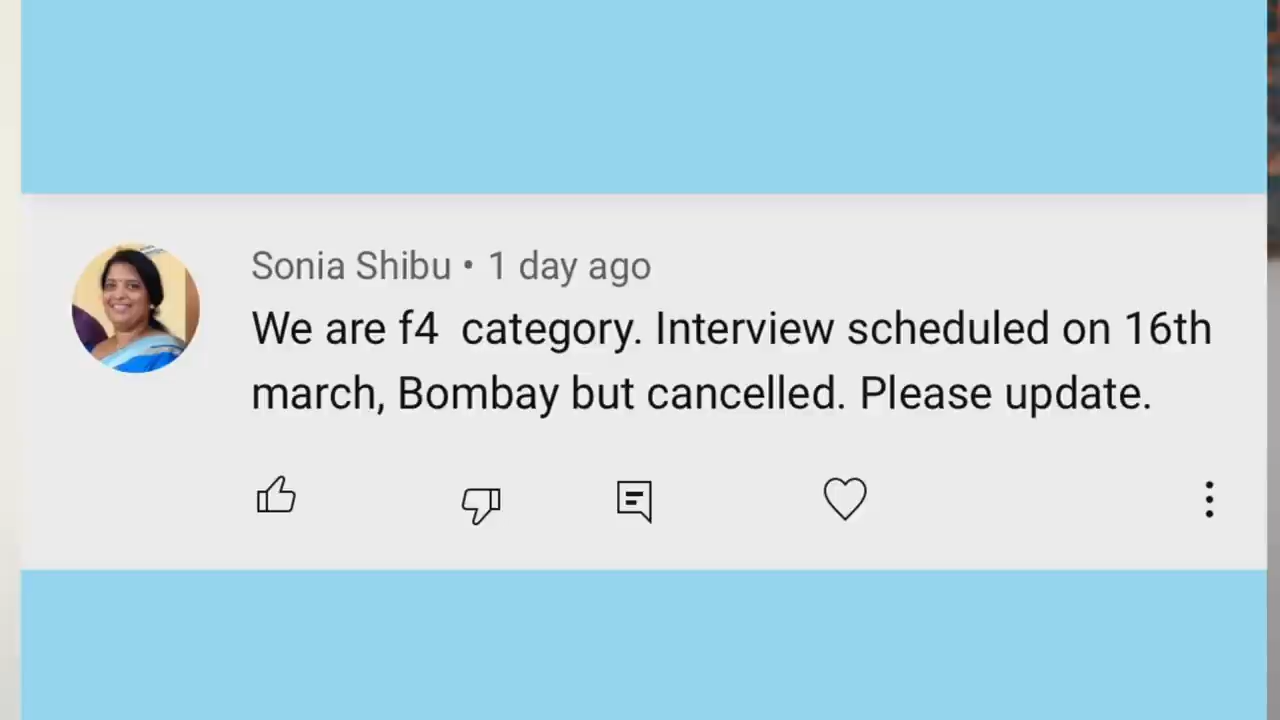 Sonia Shibu • 1 day ago
We are f4 category. Interview scheduled on 16th
march, Bombay but cancelled. Please update.